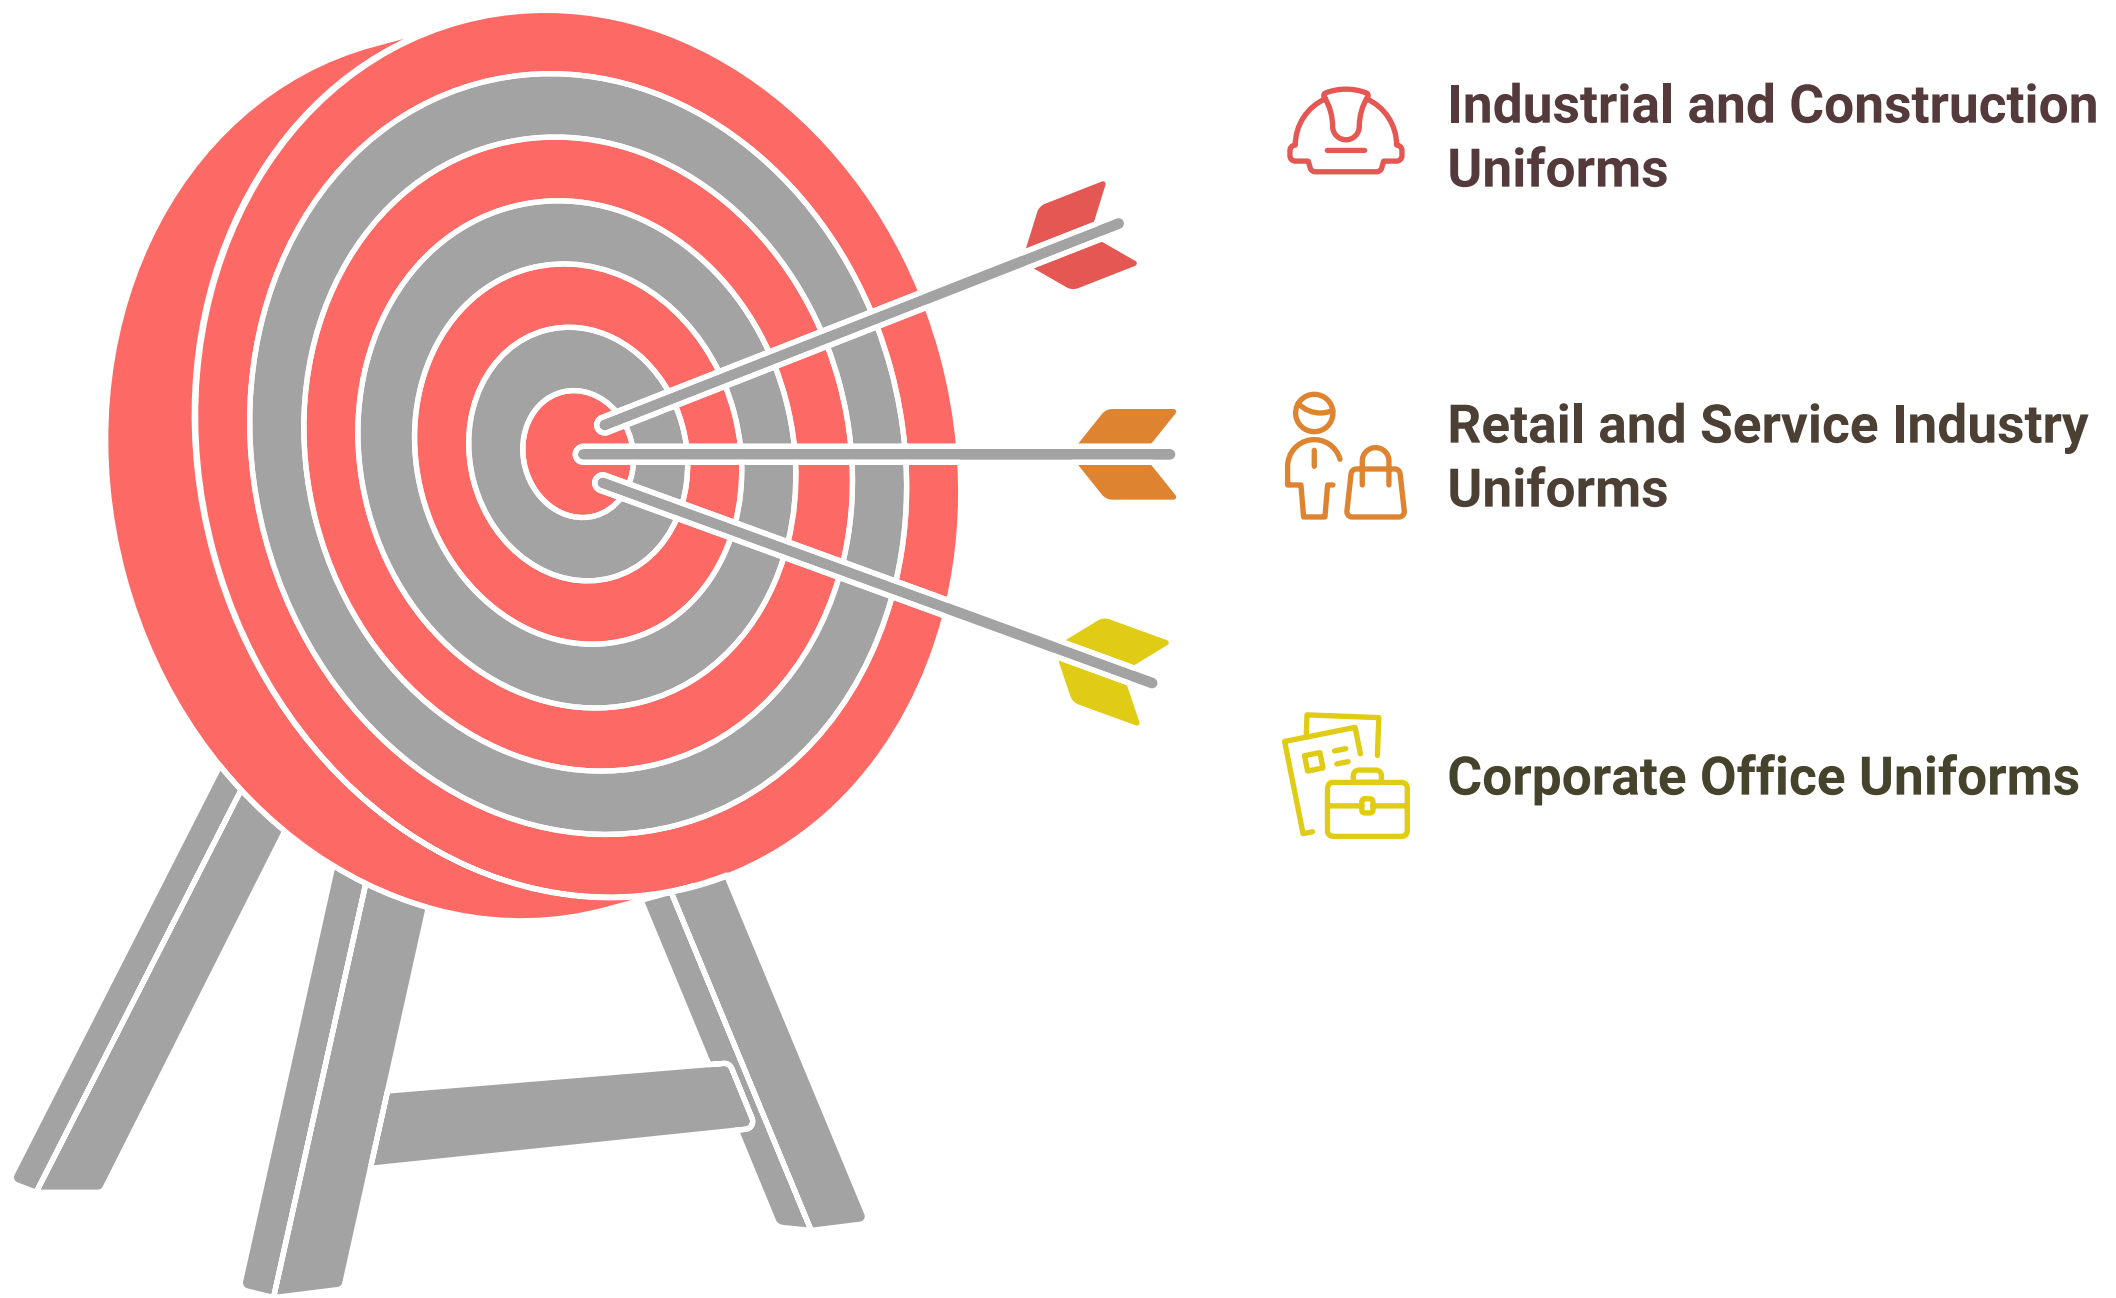 Industrial and Construction
Uniforms
Retail and Service Industry
Uniforms
Corporate Office Uniforms